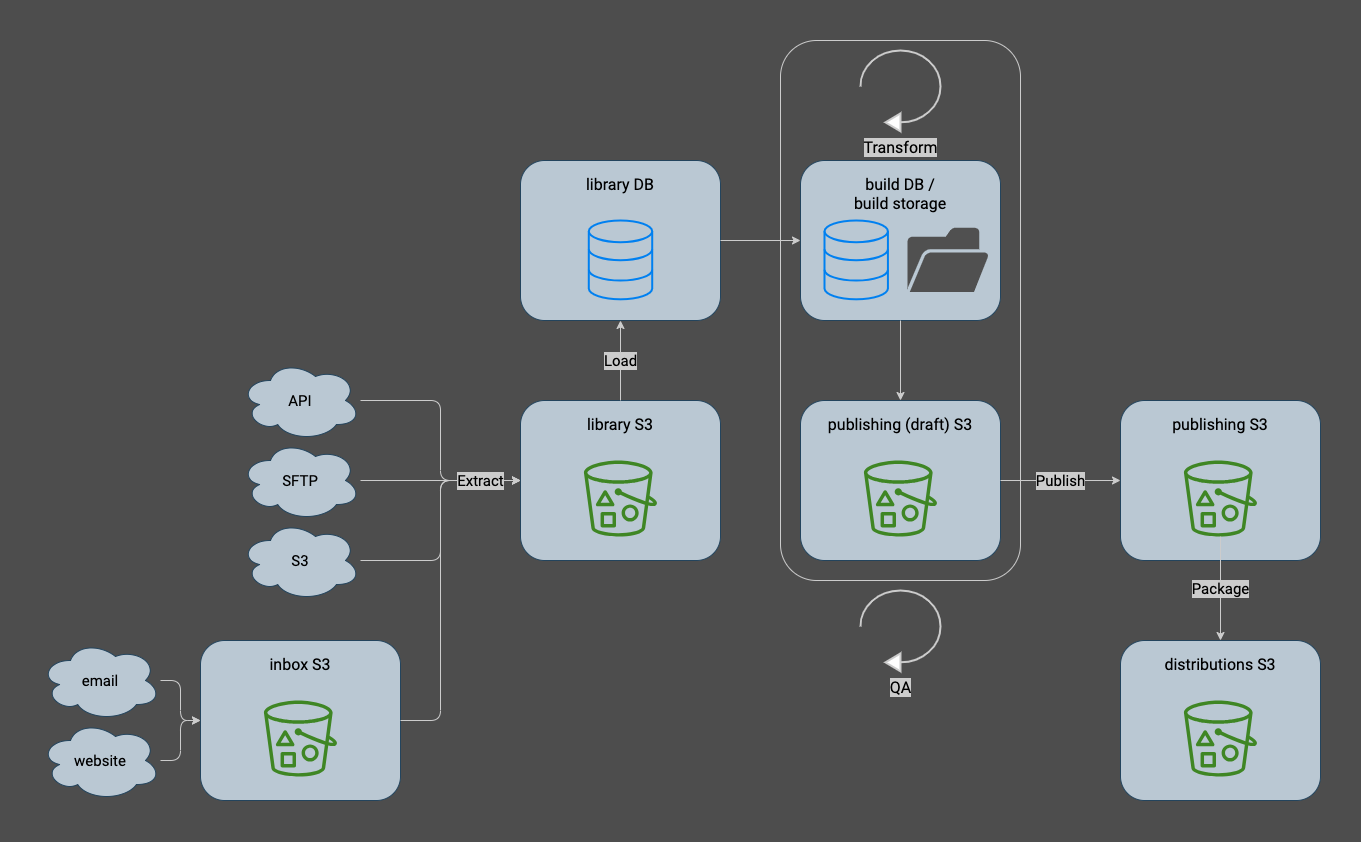 Transform
library DB
build DB /
build storage
Load
API
library S3
publishing (draft) S3
publishing S3
SFTP
Extract
Publish
S3
Package
inbox S3
distributions S3
email
QA
website